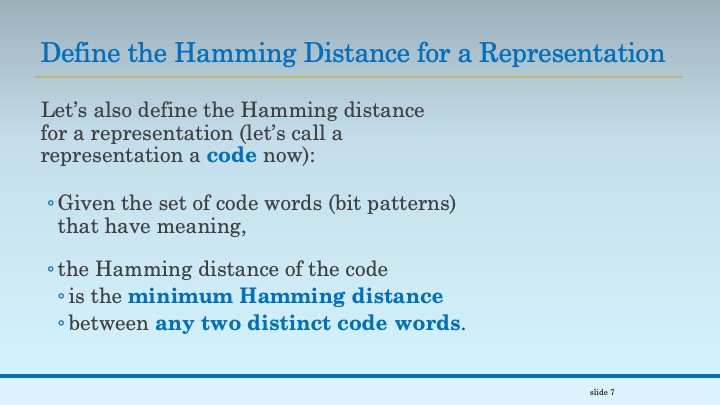 Define the Hamming Distance for a Representation
Let’s also define the Hamming distance
for a representation (let’s call a
representation a code now):
◦Given the set of code words (bit patterns)
that have meaning,
◦the Hamming distance of the code
◦is the minimum Hamming distance
◦between any two distinct code words.
slide 7